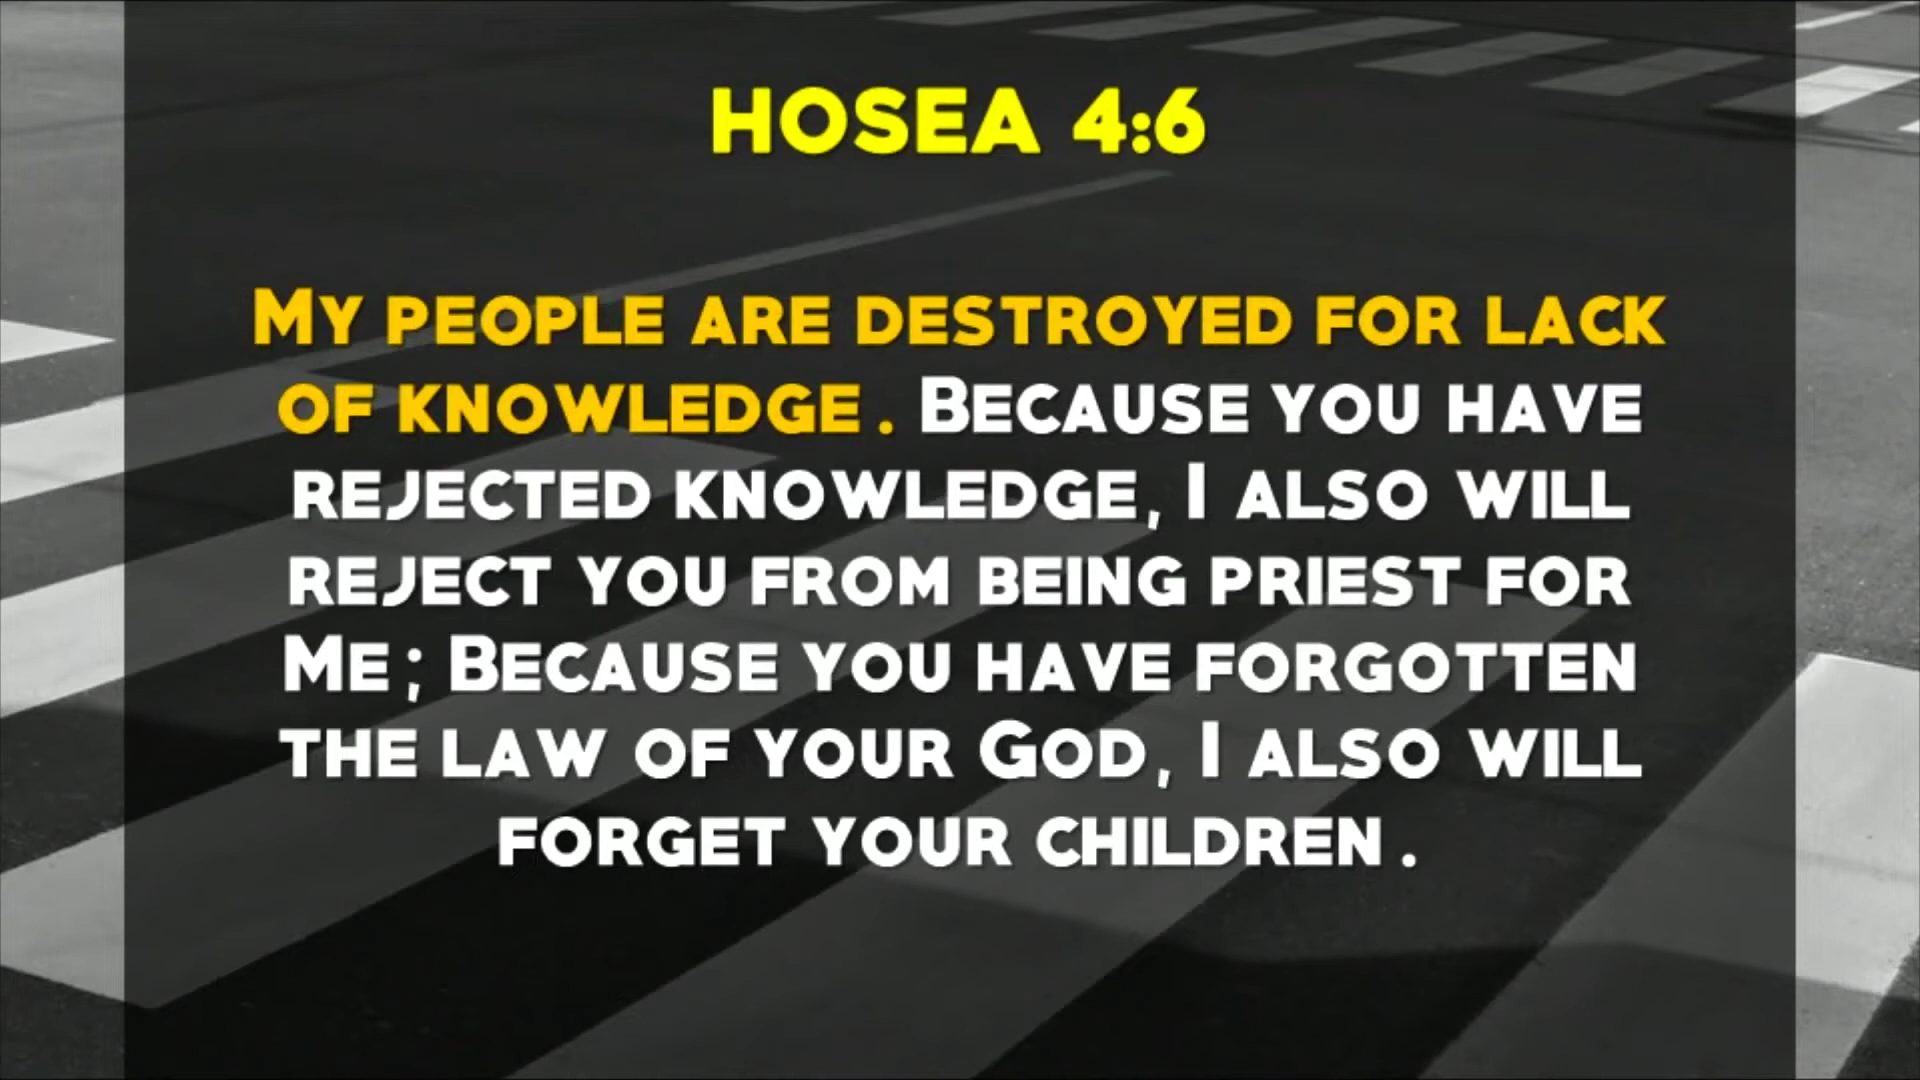 HOSEA 4:6
My people are destroyed for lack
of knowledge. Because you have
rejected knowledge, I also will
reject you from being priest for
Me; Because you have forgotten
the law of your God, I also will
forget your children.